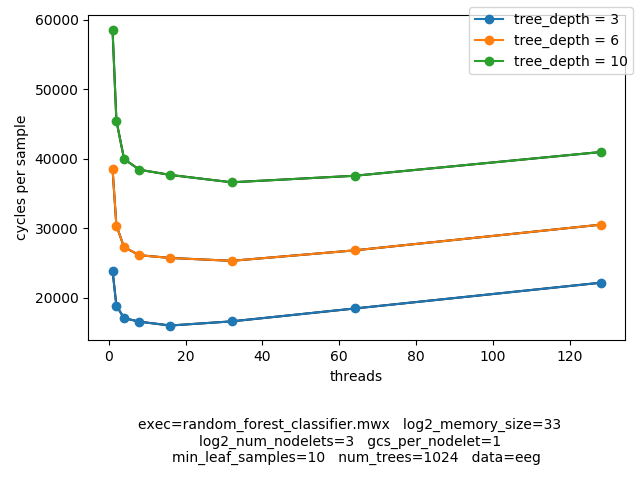 tree_depth = 3
tree_depth = 6
tree_depth = 10
60000
50000
40000
30000
20000
cycles per sample
0
20
40
60
80
100
120
threads
exec=random_forest_classifier.mwx   log2_memory_size=33
log2_num_nodelets=3   gcs_per_nodelet=1
min_leaf_samples=10   num_trees=1024   data=eeg